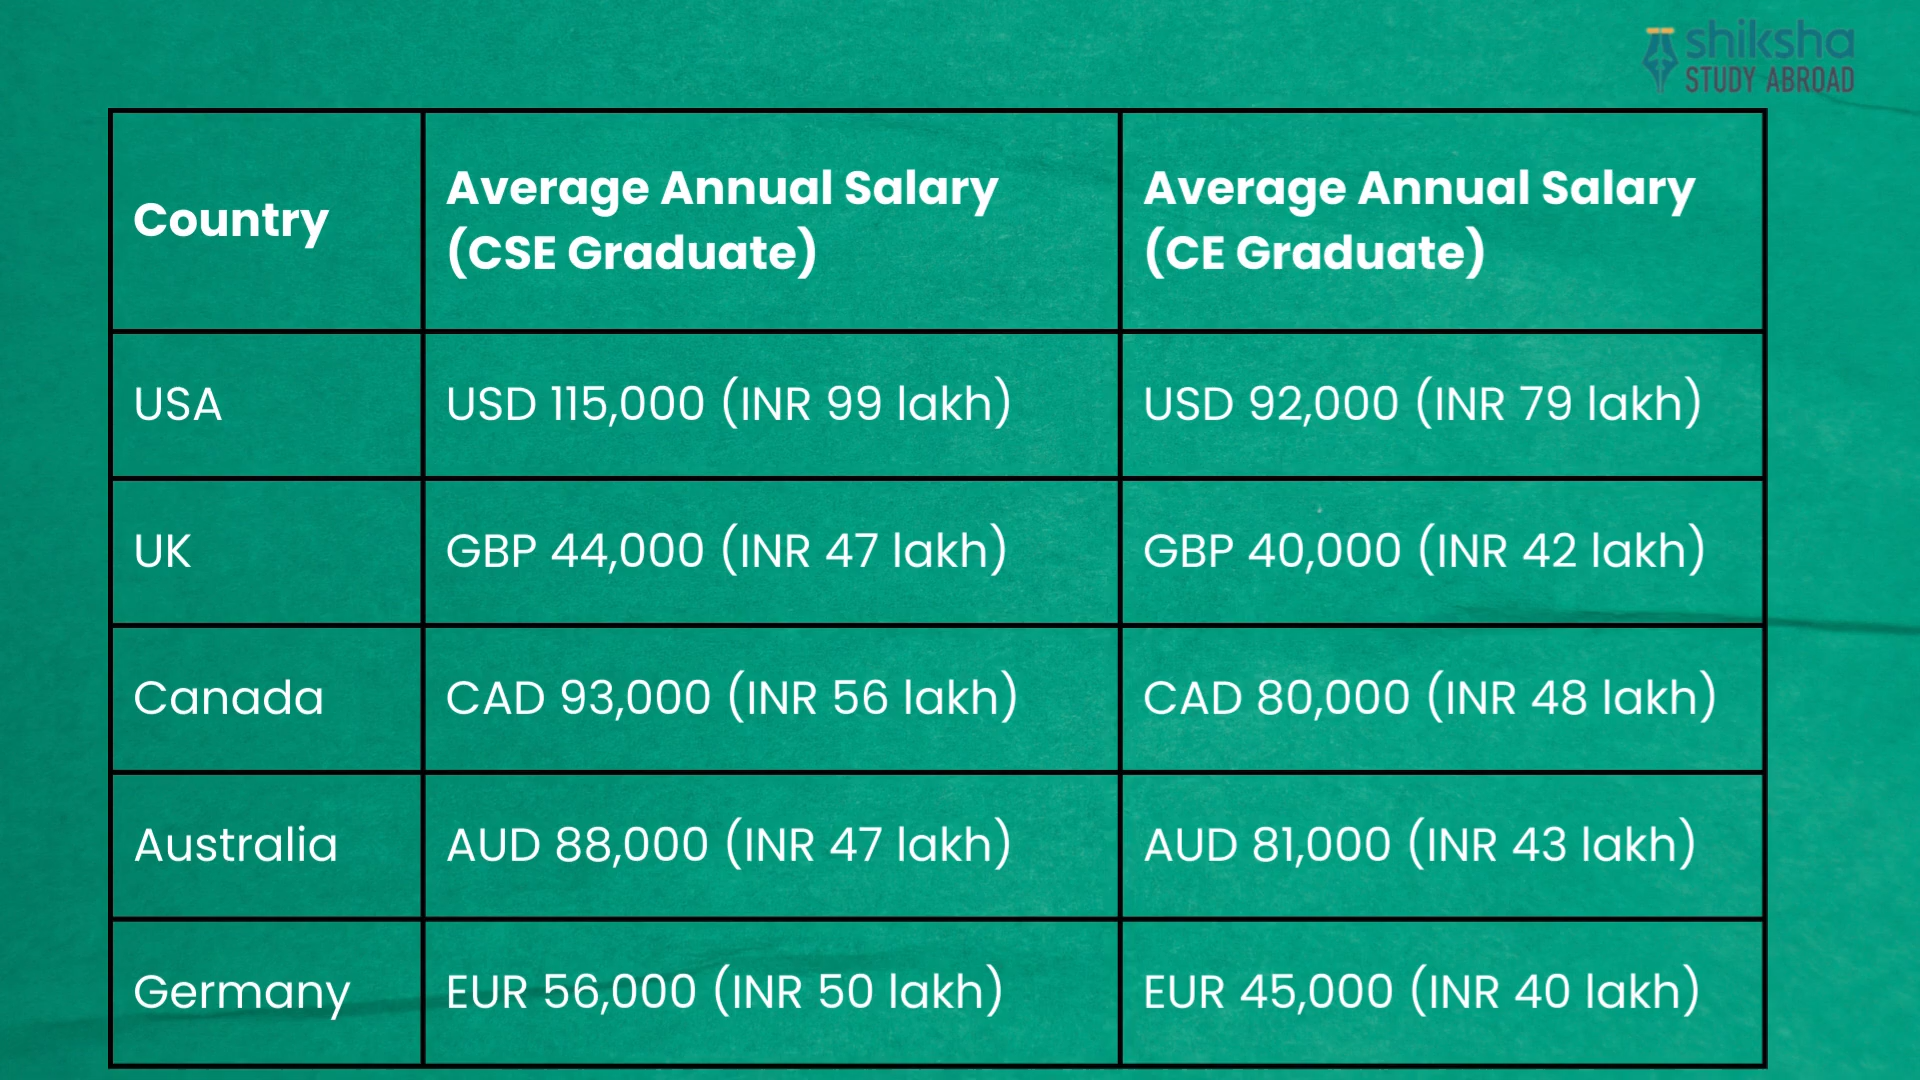 shiksha
STUDY ABROAD
Country
Average Annual Salary
(CSE Graduate)
Average Annual Salary
(CE Graduate)
USA
USD 115,000 (INR 99 lakh)
USD 92,000 (INR 79 lakh)
UK
GBP 44,000 (INR 47 lakh)
GBP 40,000 (INR 42 lakh)
Canada
CAD 93,000 (INR 56 lakh)
CAD 80,000 (INR 48 lakh)
Australia
AUD 88,000 (INR 47 lakh)
AUD 81,000 (INR 43 lakh)
Germany
EUR 56,000 (INR 50 lakh)
EUR 45,000 (INR 40 lakh)